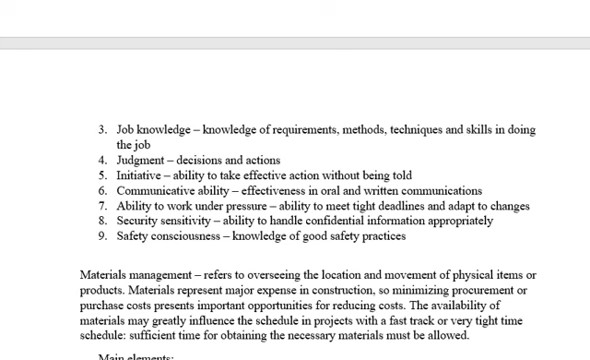 3. Job knowledge – knowledge of requirements, methods, techniques and skills in doing
the job
4. Judgment – decisions and actions
5. Initiative – ability to take effective action without being told
6. Communicative ability – effectiveness in oral and written communications
7. Ability to work under pressure – ability to meet tight deadlines and adapt to changes
8. Security sensitivity – ability to handle confidential information appropriately
9. Safety consciousness – knowledge of good safety practices
Materials management – refers to overseeing the location and movement of physical items or
products. Materials represent major expense in construction, so minimizing procurement or
purchase costs presents important opportunities for reducing costs. The availability of
materials may greatly influence the schedule in projects with a fast track or very tight time
schedule: sufficient time for obtaining the necessary materials must be allowed.
Main elements: